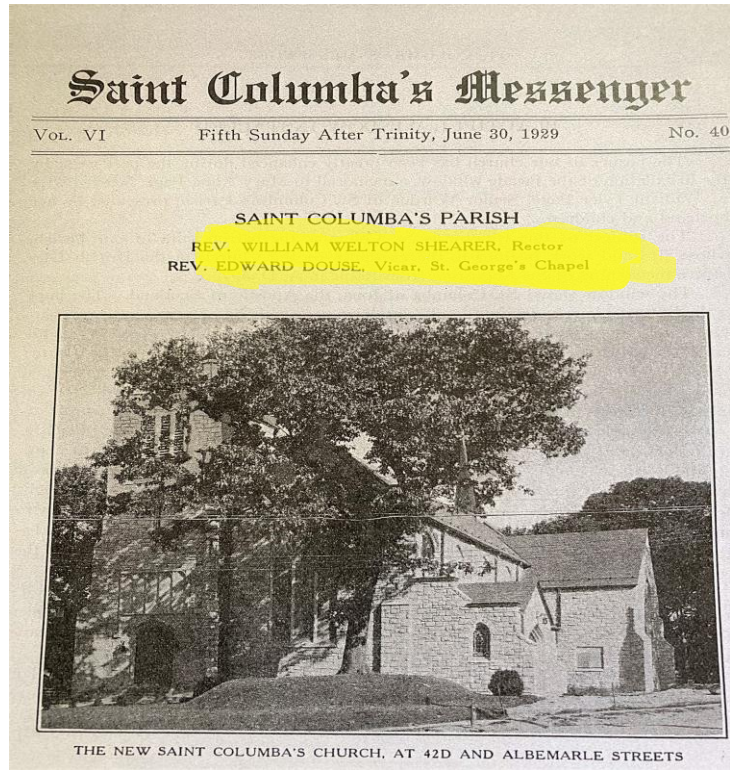 Saint Columba's Messenger
VOL. VI Fifth Sunday After Trinity, June 30, 1929 No. 40
SAINT COLUMBA'S PARISH
REV. WILLIAM WELTON SHEARER, Rector
REV. EDWARD DOUSE, Vicar, St. George's Chapel
THE NEW SAINT COLUMBA'S CHURCH, AT 42D AND ALBEMARLE STREETS